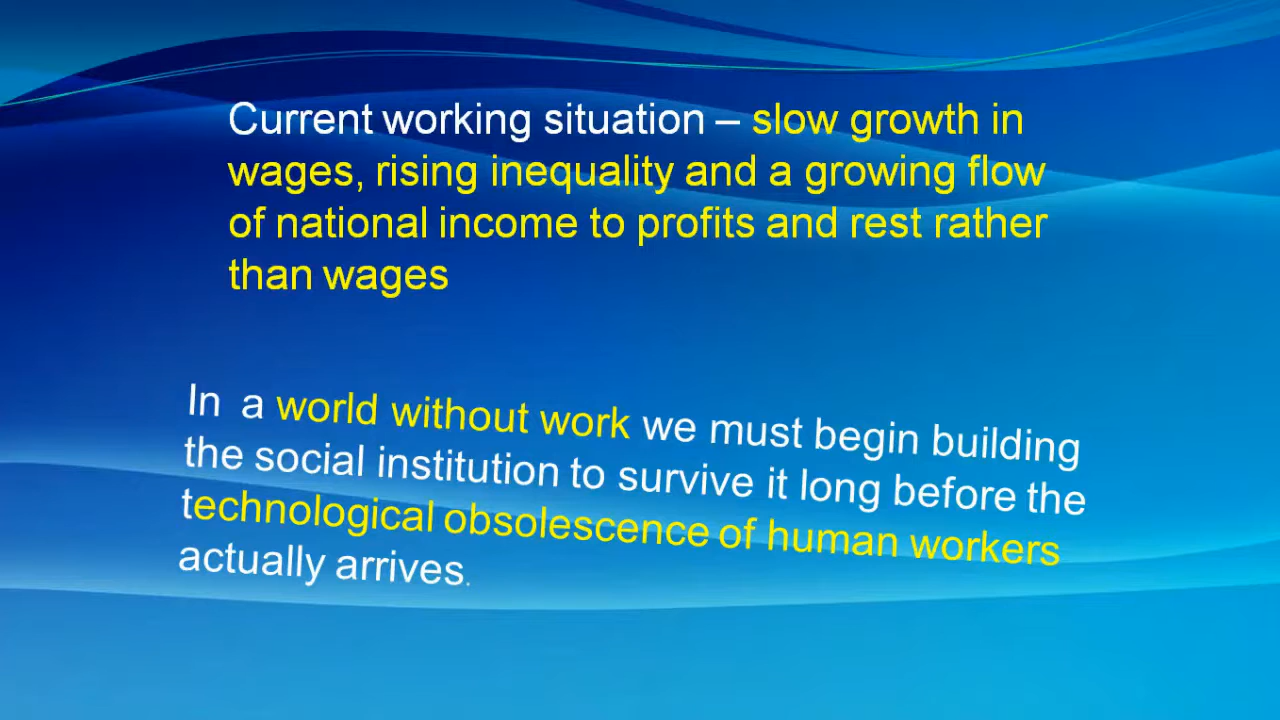 Current working situation – slow growth in
wages, rising inequality and a growing flow
of national income to profits and rest rather
than wages
In a world without work we must begin building
the social institution to survive it long before the
technological obsolescence of human workers
actually arrives.